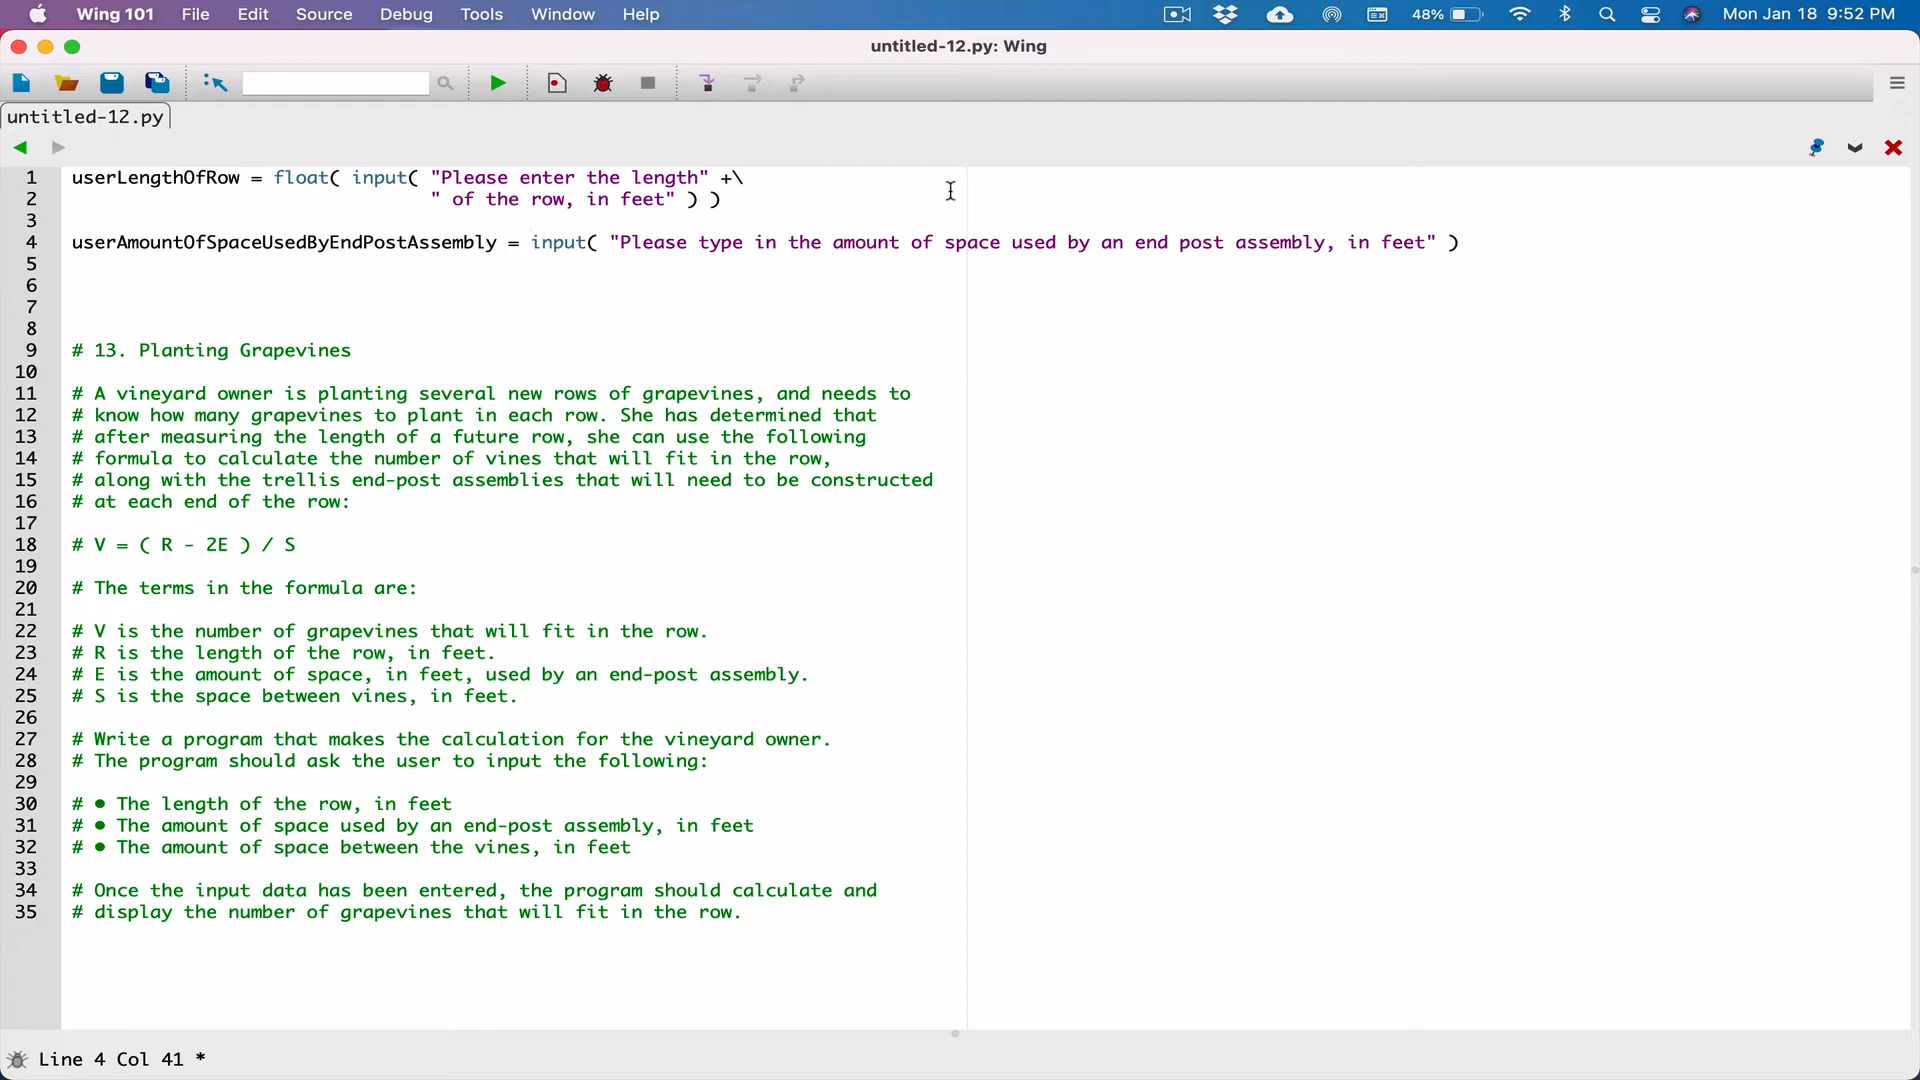 Wing 101 File Edit Source Debug Tools Window Help 48% Mon Jan 18 9:52 PM
untitled-12.py: Wing
untitled-12.py
1 userLengthOfRow = float( input( "Please enter the length" +\
2 " of the row, in feet" ) )
3
4 userAmountOfSpaceUsedByEndPostAssembly = input( "Please type in the amount of space used by an end post assembly, in feet" )
5
6
7
8
9 # 13. Planting Grapevines
10
11 # A vineyard owner is planting several new rows of grapevines, and needs to
12 # know how many grapevines to plant in each row. She has determined that
13 # after measuring the length of a future row, she can use the following
14 # formula to calculate the number of vines that will fit in the row,
15 # along with the trellis end-post assemblies that will need to be constructed
16 # at each end of the row:
17
18 # V = ( R - 2E ) / S
19
20 # The terms in the formula are:
21
22 # V is the number of grapevines that will fit in the row.
23 # R is the length of the row, in feet.
24 # E is the amount of space, in feet, used by an end-post assembly.
25 # S is the space between vines, in feet.
26
27 # Write a program that makes the calculation for the vineyard owner.
28 # The program should ask the user to input the following:
29
30 # ● The length of the row, in feet
31 # ● The amount of space used by an end-post assembly, in feet
32 # ● The amount of space between the vines, in feet
33
34 # Once the input data has been entered, the program should calculate and
35 # display the number of grapevines that will fit in the row.
Line 4 Col 41 *